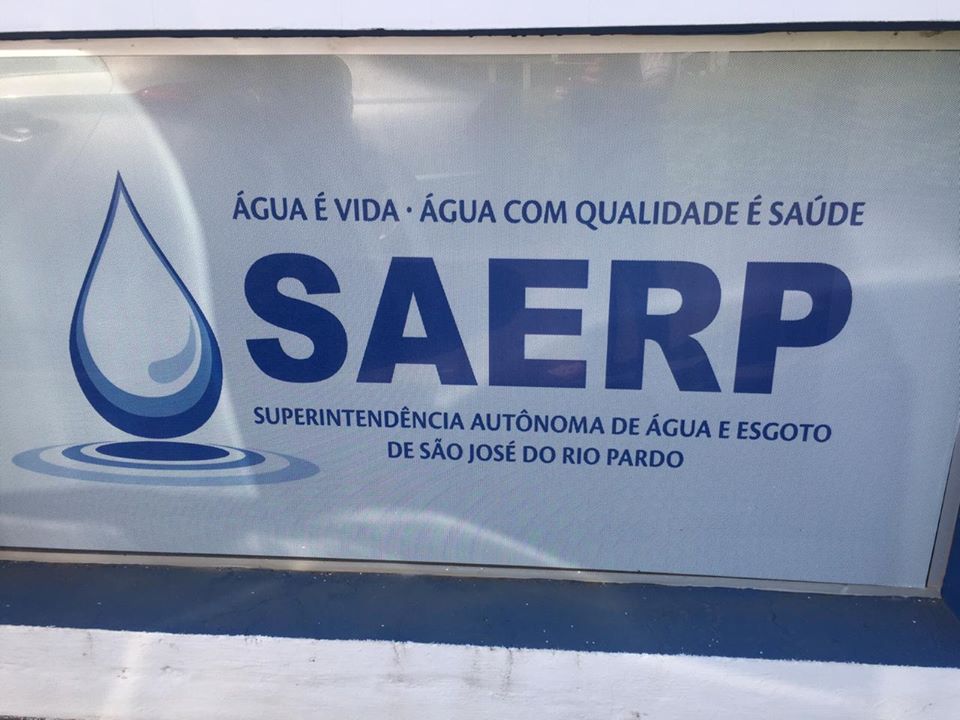 ÁGUA É VIDA · ÁGUA COM QUALIDADE É SAÚDE
SAERP
SUPERINTENDÊNCIA AUTÔNOMA DE ÁGUA E ESGOTO
DE SÃO JOSÉ DO RIO PARDO